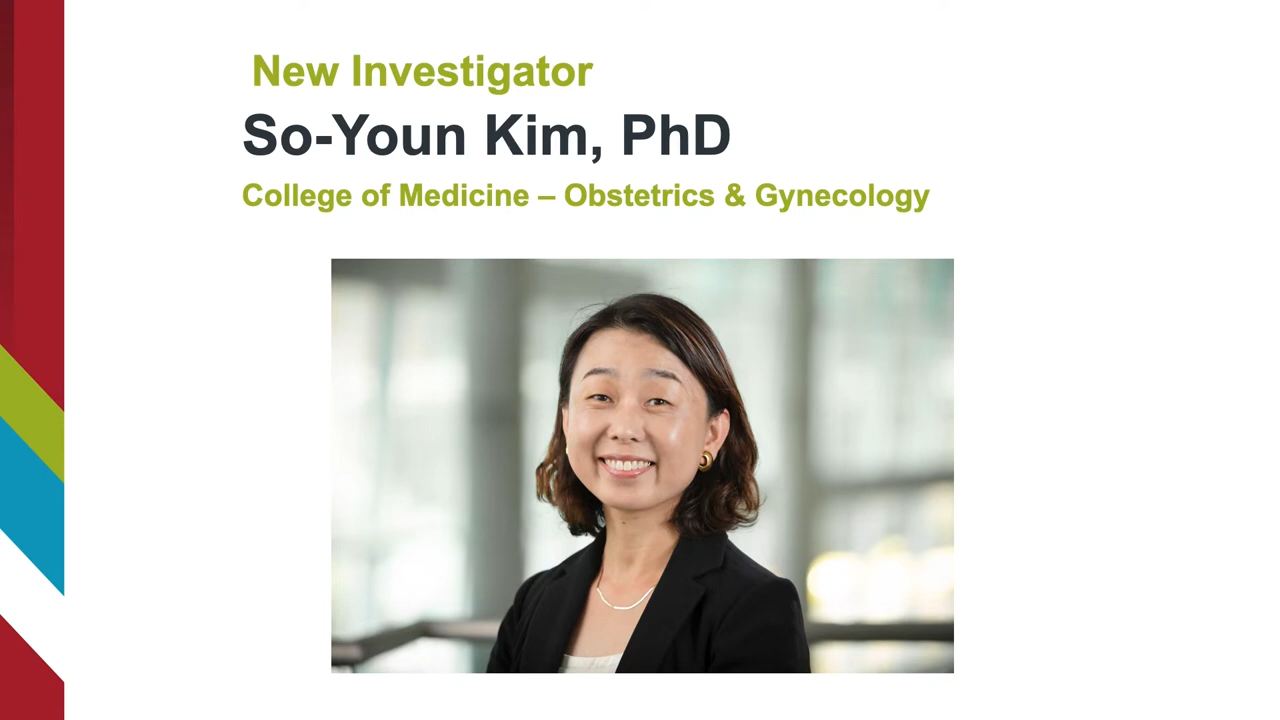 New Investigator
So-Youn Kim, PhD
College of Medicine – Obstetrics & Gynecology